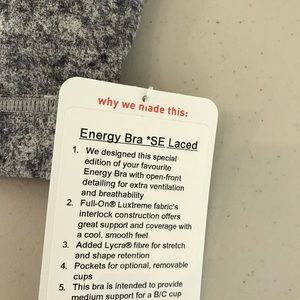 why we made this:
Energy Bra *SE Laced
1. We designed this special
edition of your favourite
Energy Bra with open-front
detailing for extra ventilation
and breathability
2. Full-On® Luxtreme fabric's
interlock construction offers
great support and coverage with
a cool, smooth feel
3. Added Lycra® fibre for stretch
and shape retention
4. Pockets for optional, removable
cups
5. This bra is intended to provide
medium support for a B/C cup